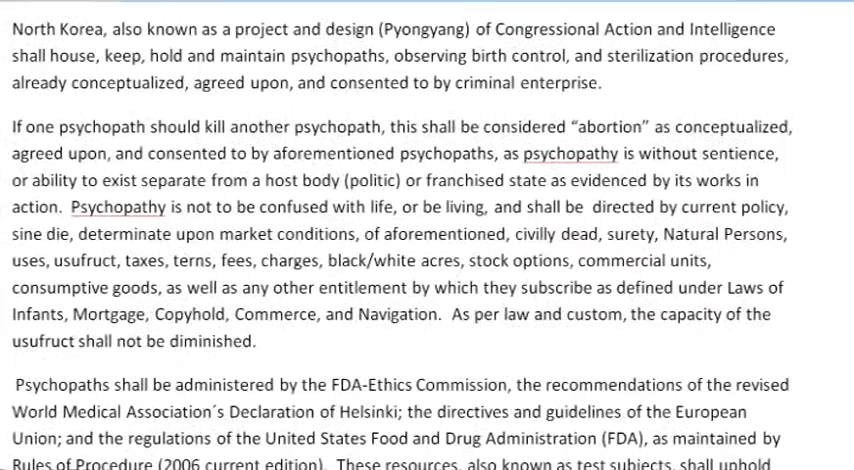 North Korea, also known as a project and design (Pyongyang) of Congressional Action and Intelligence
shall house, keep, hold and maintain psychopaths, observing birth control, and sterilization procedures,
already conceptualized, agreed upon, and consented to by criminal enterprise.
If one psychopath should kill another psychopath, this shall be considered “abortion” as conceptualized,
agreed upon, and consented to by aforementioned psychopaths, as psychopathy is without sentience,
or ability to exist separate from a host body (politic) or franchised state as evidenced by its works in
action.  Psychopathy is not to be confused with life, or be living, and shall be  directed by current policy,
sine die, determinate upon market conditions, of aforementioned, civilly dead, surety, Natural Persons,
uses, usufruct, taxes, terns, fees, charges, black/white acres, stock options, commercial units,
consumptive goods, as well as any other entitlement by which they subscribe as defined under Laws of
Infants, Mortgage, Copyhold, Commerce, and Navigation.  As per law and custom, the capacity of the
usufruct shall not be diminished.
Psychopaths shall be administered by the FDA-Ethics Commission, the recommendations of the revised
World Medical Association´s Declaration of Helsinki; the directives and guidelines of the European
Union; and the regulations of the United States Food and Drug Administration (FDA), as maintained by
Rules of Procedure (2006 current edition).  These resources, also known as test subjects, shall uphold